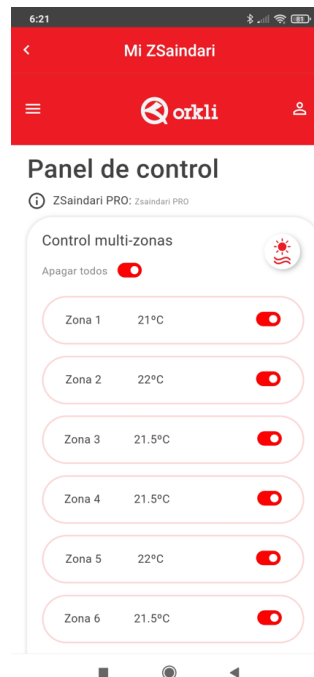 6:21
81
Mi ZSaindari
orkli
Panel de control
ZSaindari PRO: Zsaindari PRO
Control multi-zonas
Apagar todos
Zona 1 21ºC
Zona 2 22ºC
Zona 3 21.5ºC
Zona 4 21.5ºC
Zona 5 22ºC
Zona 6 21.5ºC